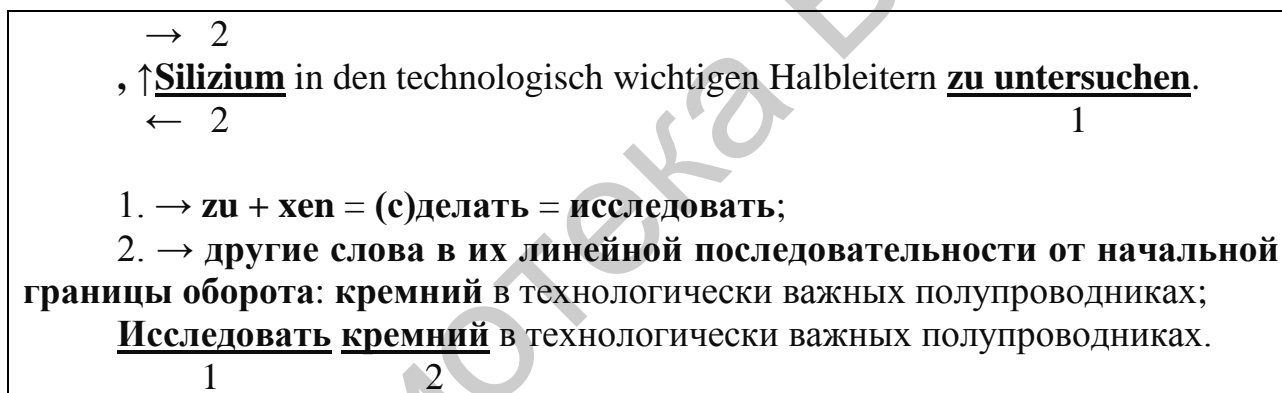 → 2
, ↑Silizium in den technologisch wichtigen Halbleitern zu untersuchen.
← 2 1
1. → zu + xen = (с)делать = исследовать;
2. → другие слова в их линейной последовательности от начальной
границы оборота: кремний в технологически важных полупроводниках;
Исследовать кремний в технологически важных полупроводниках.
1 2